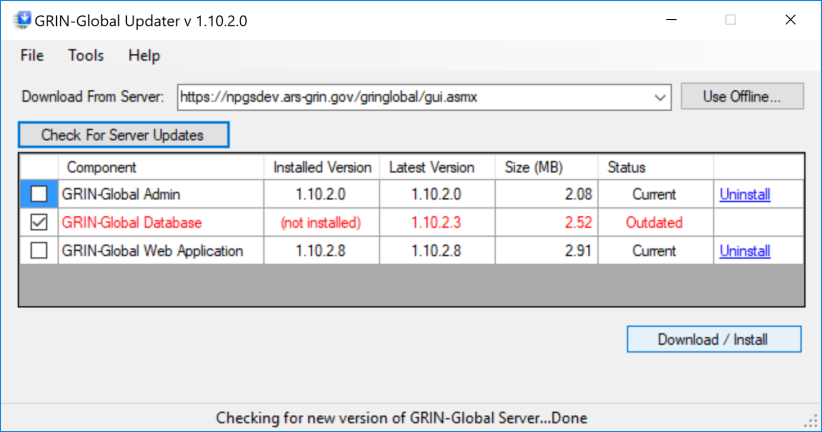 GRIN-Global Updater v 1.10.2.0
File Tools Help
Download From Server: https://npgsdev.ars-grin.gov/gringlobal/gui.asmx Use Offline...
Check For Server Updates
Component Installed Version Latest Version Size (MB) Status
GRIN-Global Admin 1.10.2.0 1.10.2.0 2.08 Current Uninstall
GRIN-Global Database (not installed) 1.10.2.3 2.52 Outdated
GRIN-Global Web Application 1.10.2.8 1.10.2.8 2.91 Current Uninstall
Download / Install
Checking for new version of GRIN-Global Server...Done